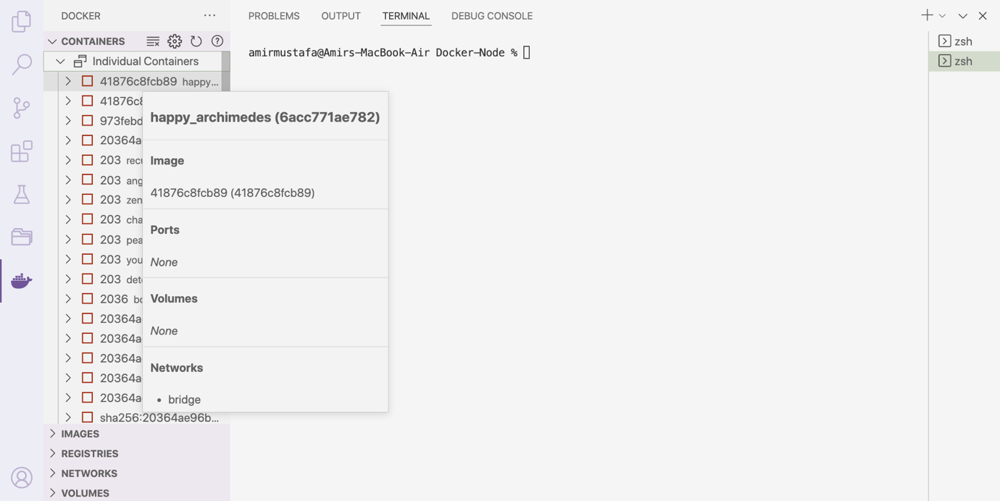 DOCKER
PROBLEMS OUTPUT TERMINAL DEBUG CONSOLE
CONTAINERS
amirmustafa@Amirs-MacBook-Air Docker-Node %
zsh
zsh
Individual Containers
41876c8fcb89 happy...
41876c8
973febd
20364a
203 recu
203 ang
203 zen
203 cha
203 pea
203 you
203 dete
2036 bo
20364a
20364a
20364a
20364a
20364a
sha256:20364ae96b...
happy_archimedes (6acc771ae782)
Image
41876c8fcb89 (41876c8fcb89)
Ports
None
Volumes
None
Networks
• bridge
IMAGES
REGISTRIES
NETWORKS
VOLUMES